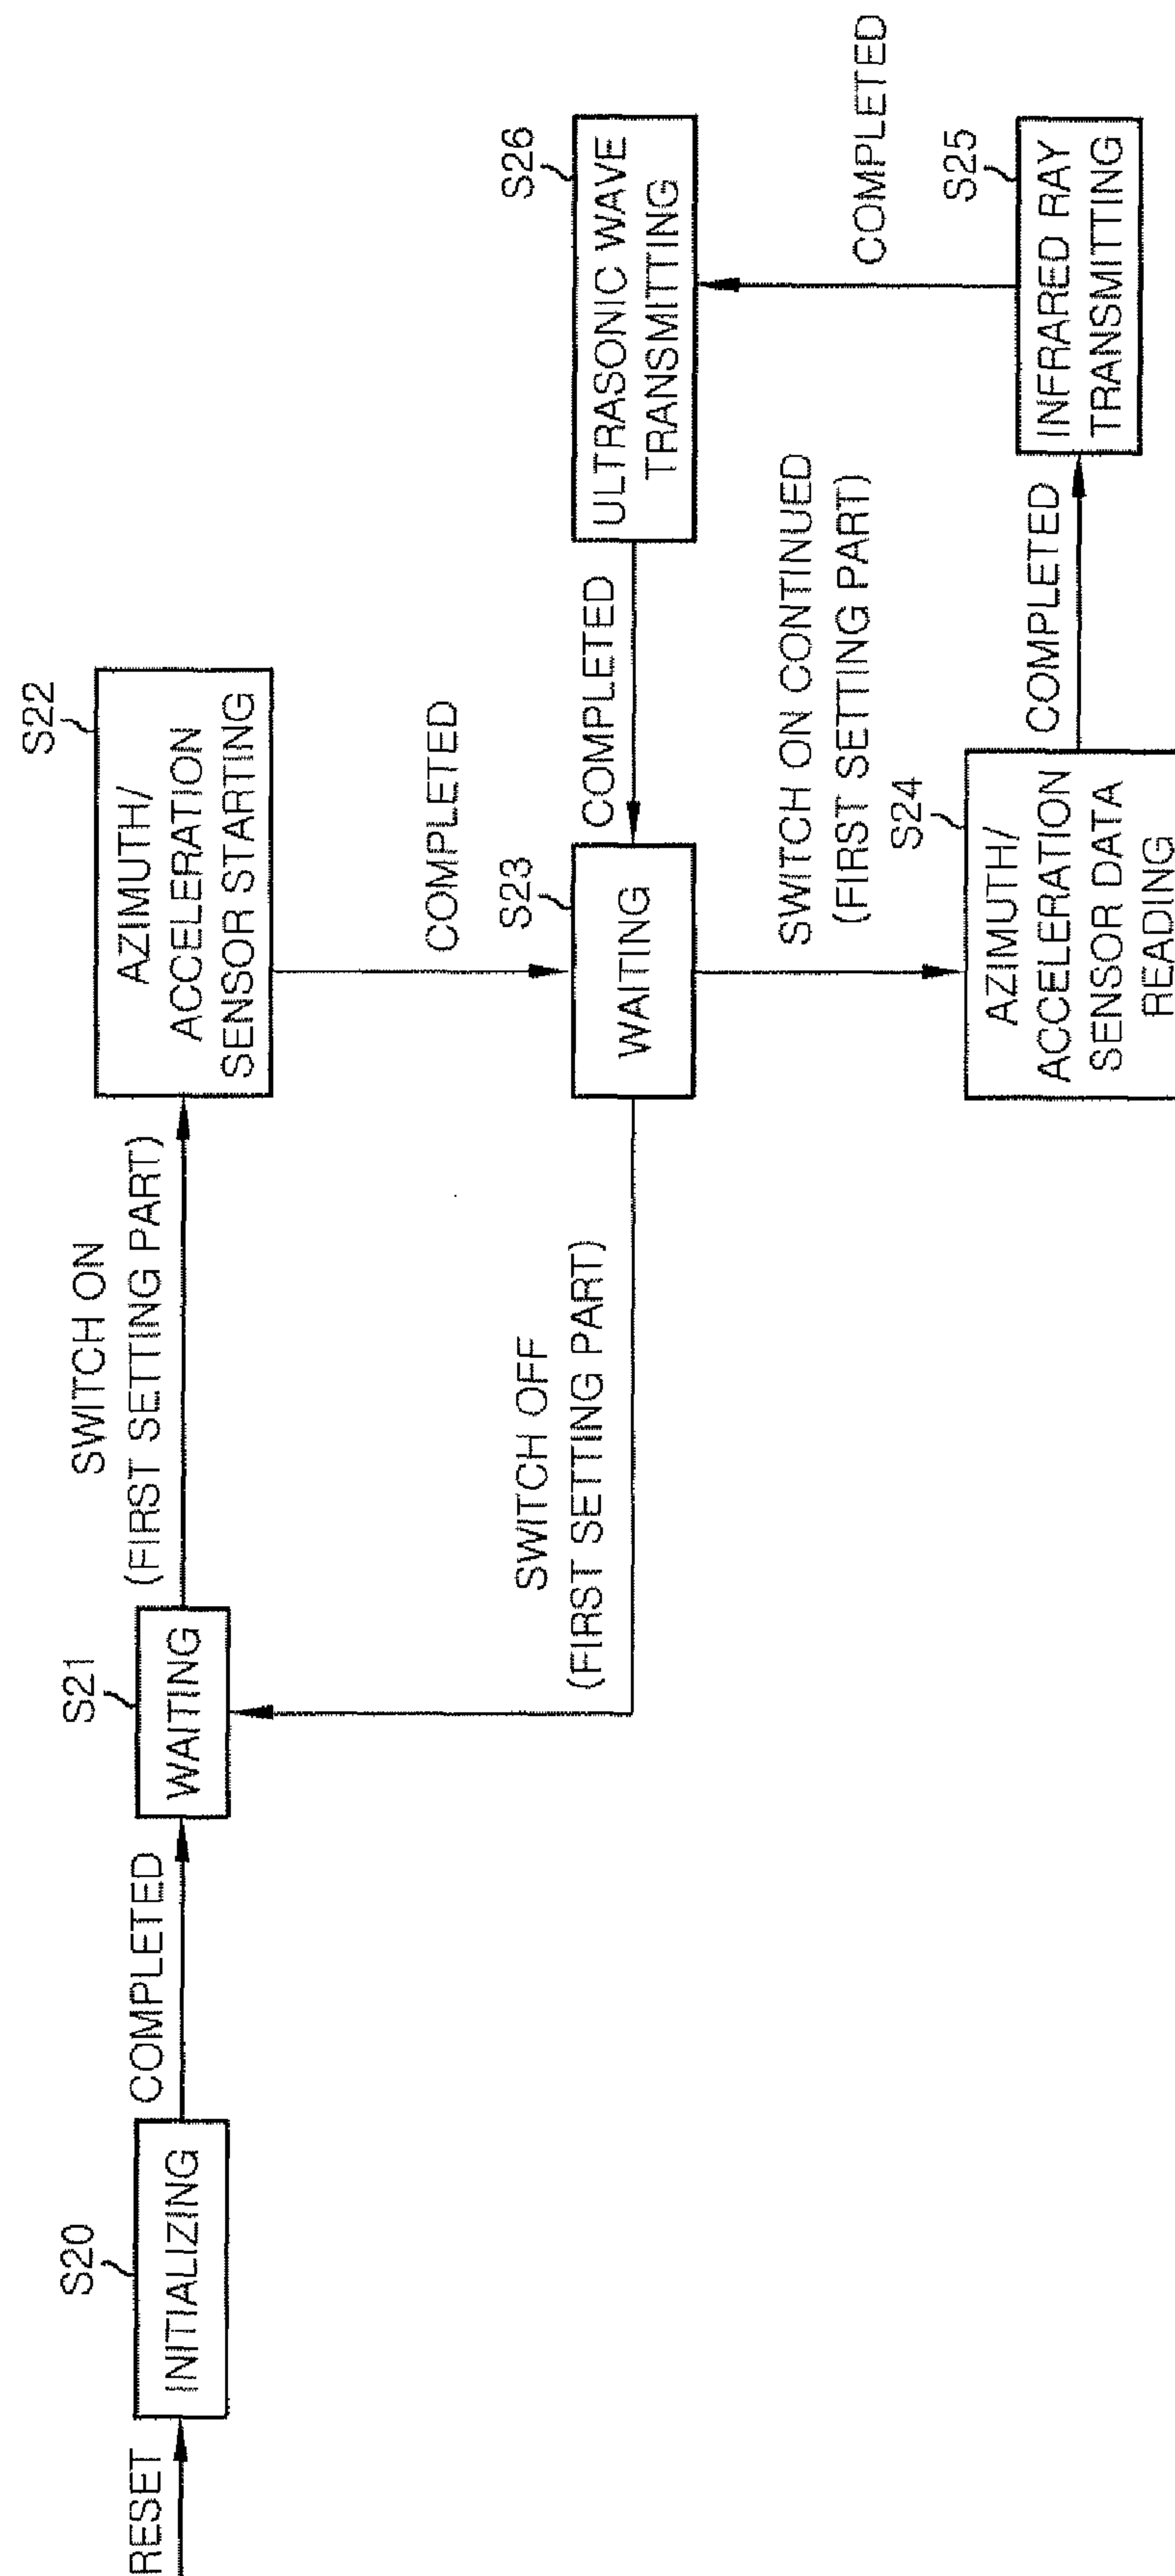 RESET
S20
INITIALIZING
COMPLETED
S21
WAITING
SWITCH ON
(FIRST SETTING PART)
S22
AZIMUTH/
ACCELERATION
SENSOR STARTING
COMPLETED
SWITCH OFF
(FIRST SETTING PART)
S23
WAITING
COMPLETED
S26
ULTRASONIC WAVE
TRANSMITTING
SWITCH ON CONTINUED
(FIRST SETTING PART)
COMPLETED
S24
AZIMUTH/
ACCELERATION
SENSOR DATA
READING
COMPLETED
S25
INFRARED RAY
TRANSMITTING